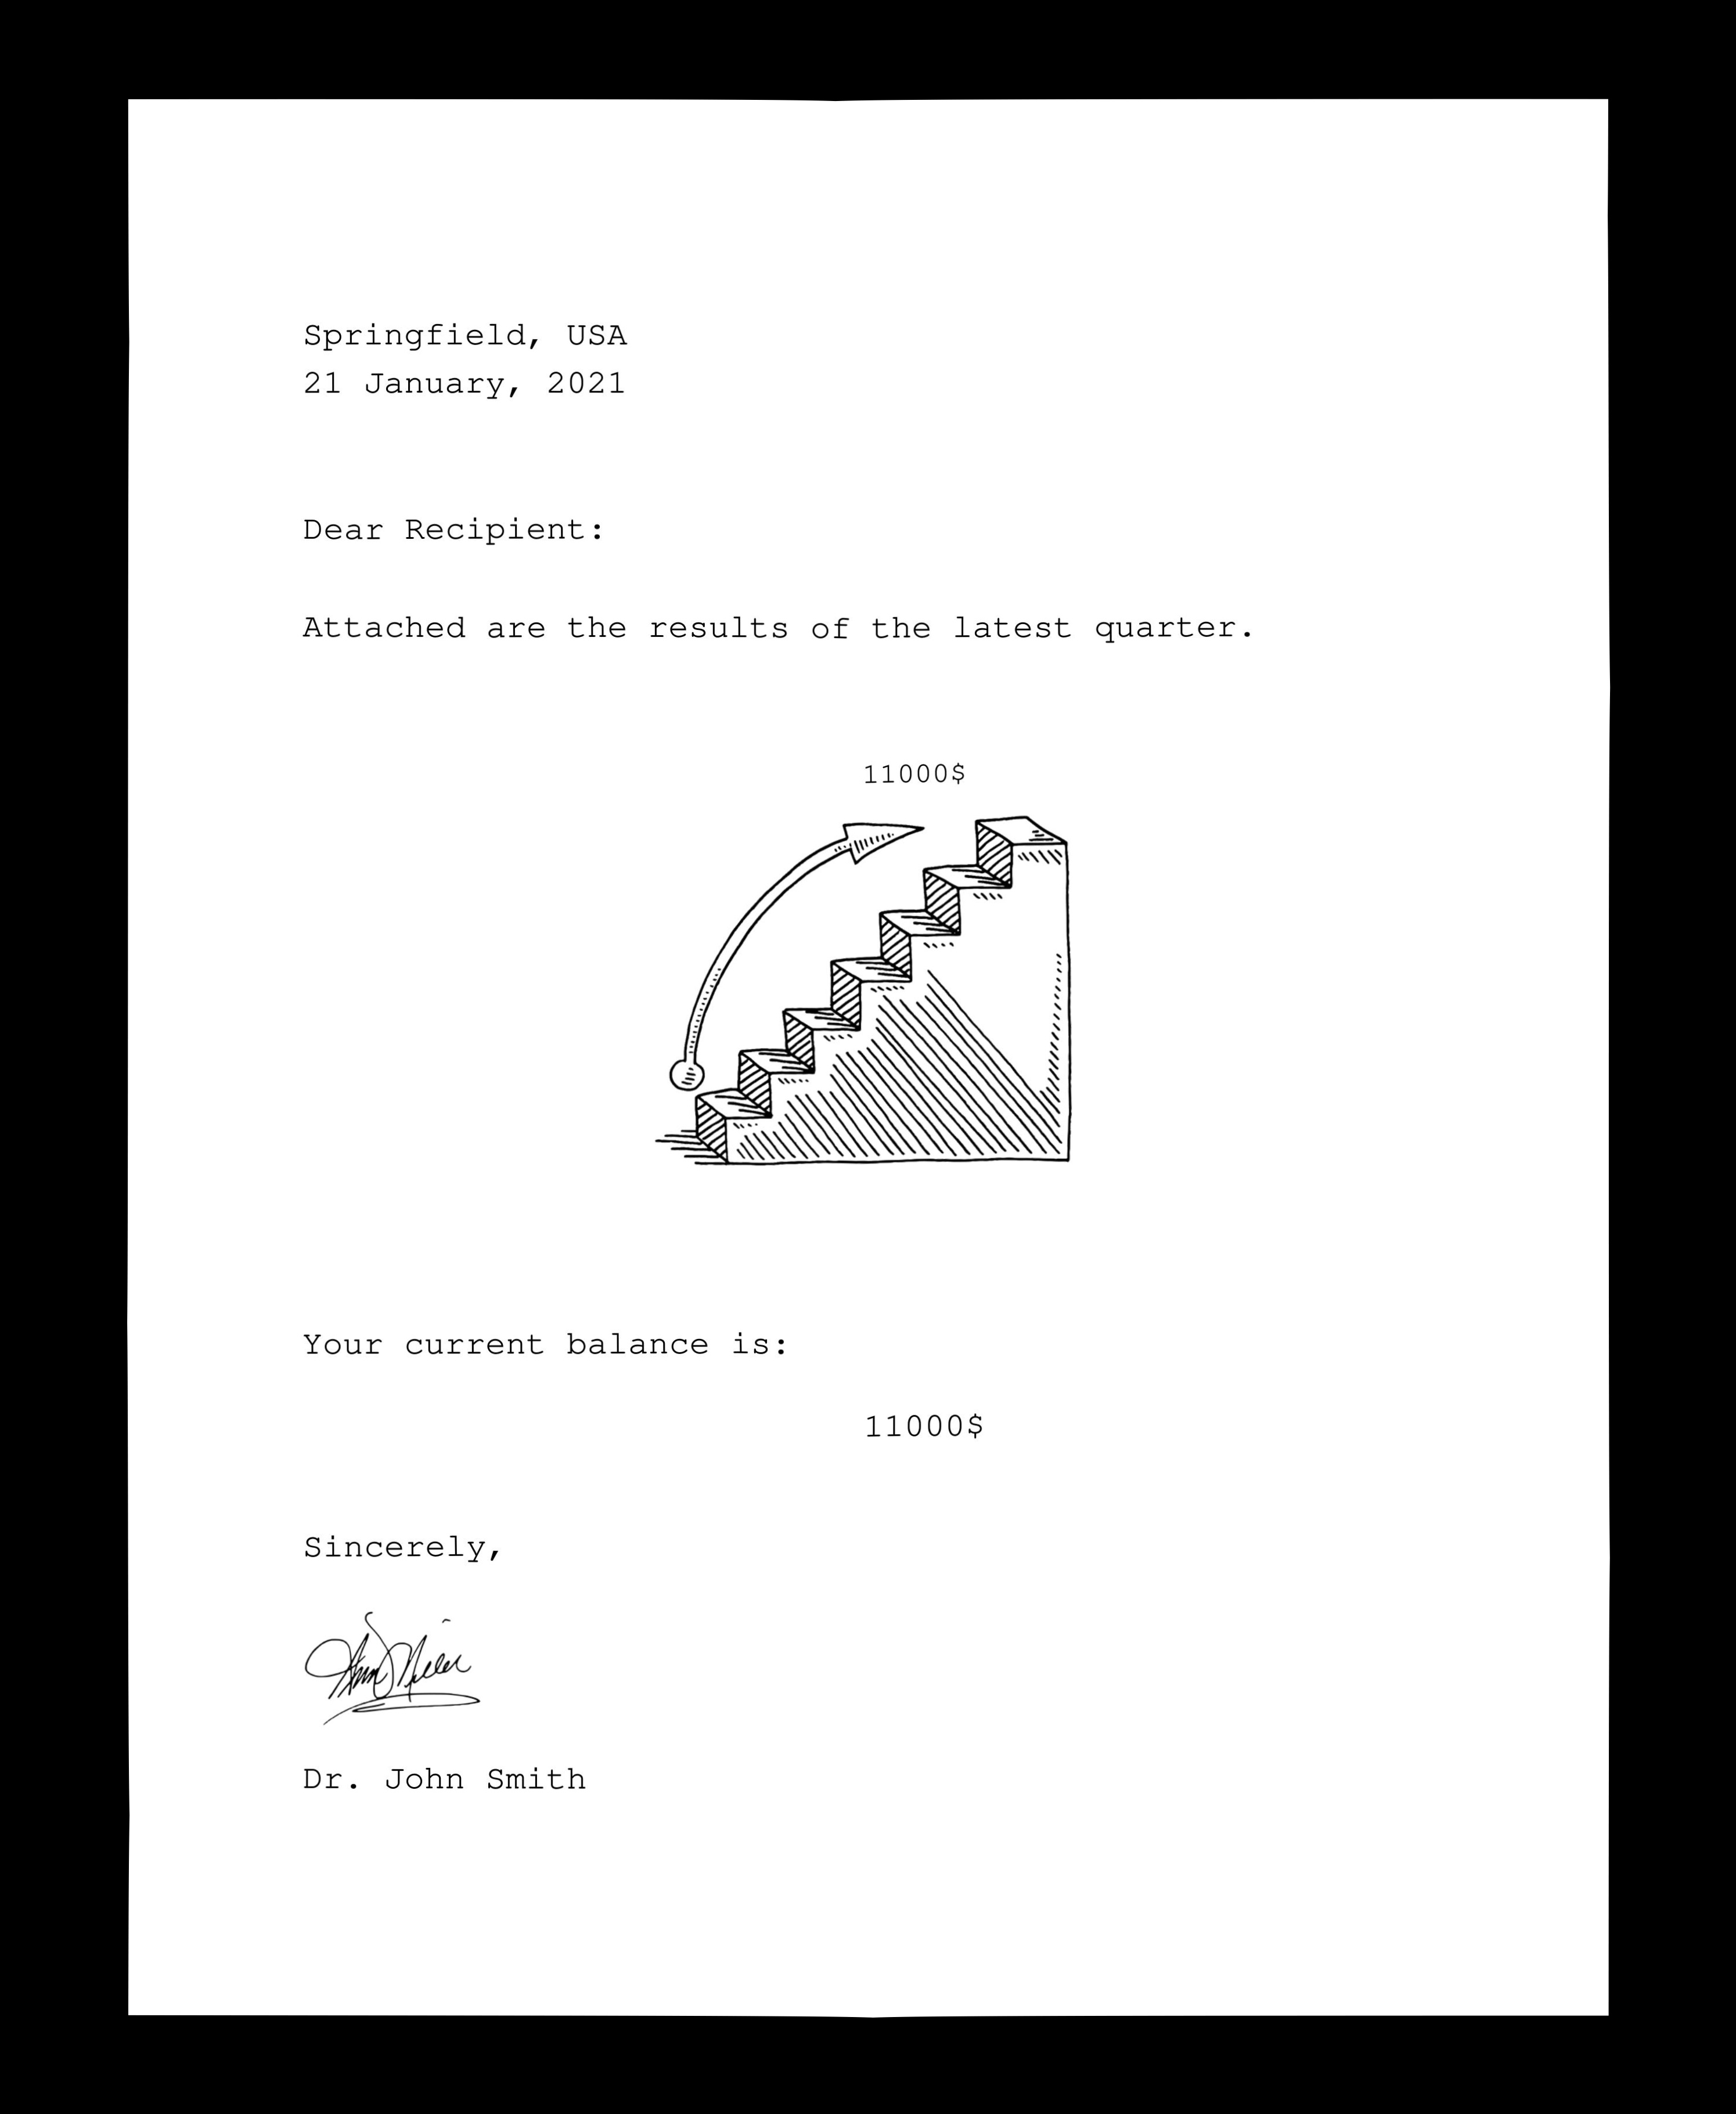 Springfield, USA
21 January, 2021
Dear Recipient:
Attached are the results of the latest quarter.
11000$
Your current balance is:
11000$
Sincerely,
Dr. John Smith